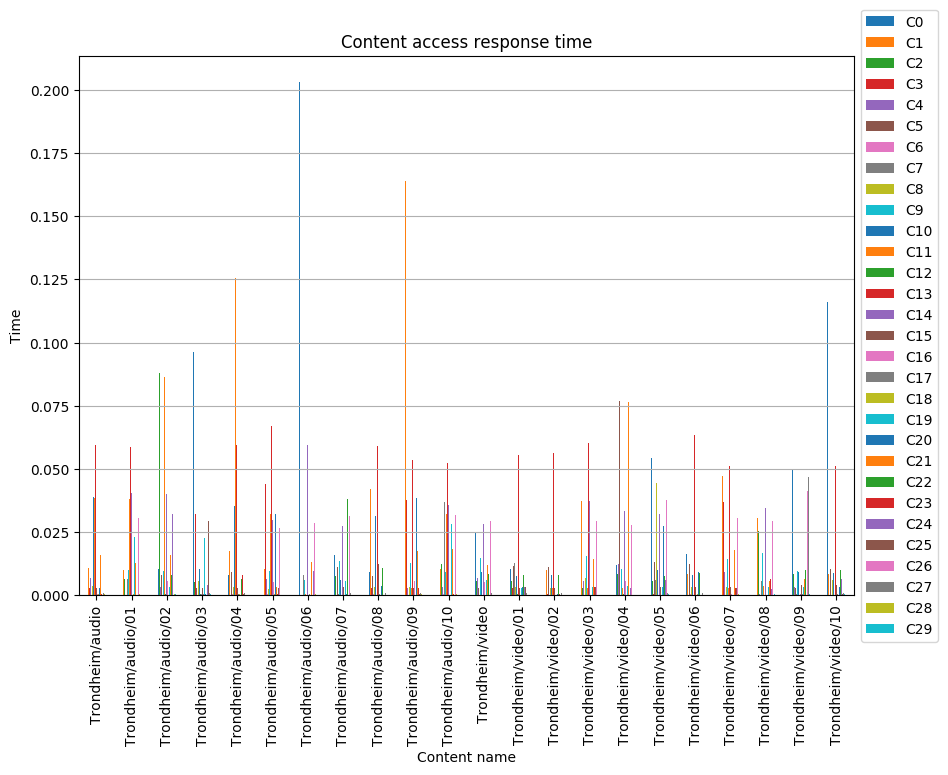 Content access response time
Time
0.200
0.175
0.150
0.125
0.100
0.075
0.050
0.025
0.000
Trondheim/audio
Trondheim/audio/01
Trondheim/audio/02
Trondheim/audio/03
Trondheim/audio/04
Trondheim/audio/05
Trondheim/audio/06
Trondheim/audio/07
Trondheim/audio/08
Trondheim/audio/09
Trondheim/audio/10
Trondheim/video
Trondheim/video/01
Trondheim/video/02
Trondheim/video/03
Trondheim/video/04
Trondheim/video/05
Trondheim/video/06
Trondheim/video/07
Trondheim/video/08
Trondheim/video/09
Trondheim/video/10
Content name
C0
C1
C2
C3
C4
C5
C6
C7
C8
C9
C10
C11
C12
C13
C14
C15
C16
C17
C18
C19
C20
C21
C22
C23
C24
C25
C26
C27
C28
C29